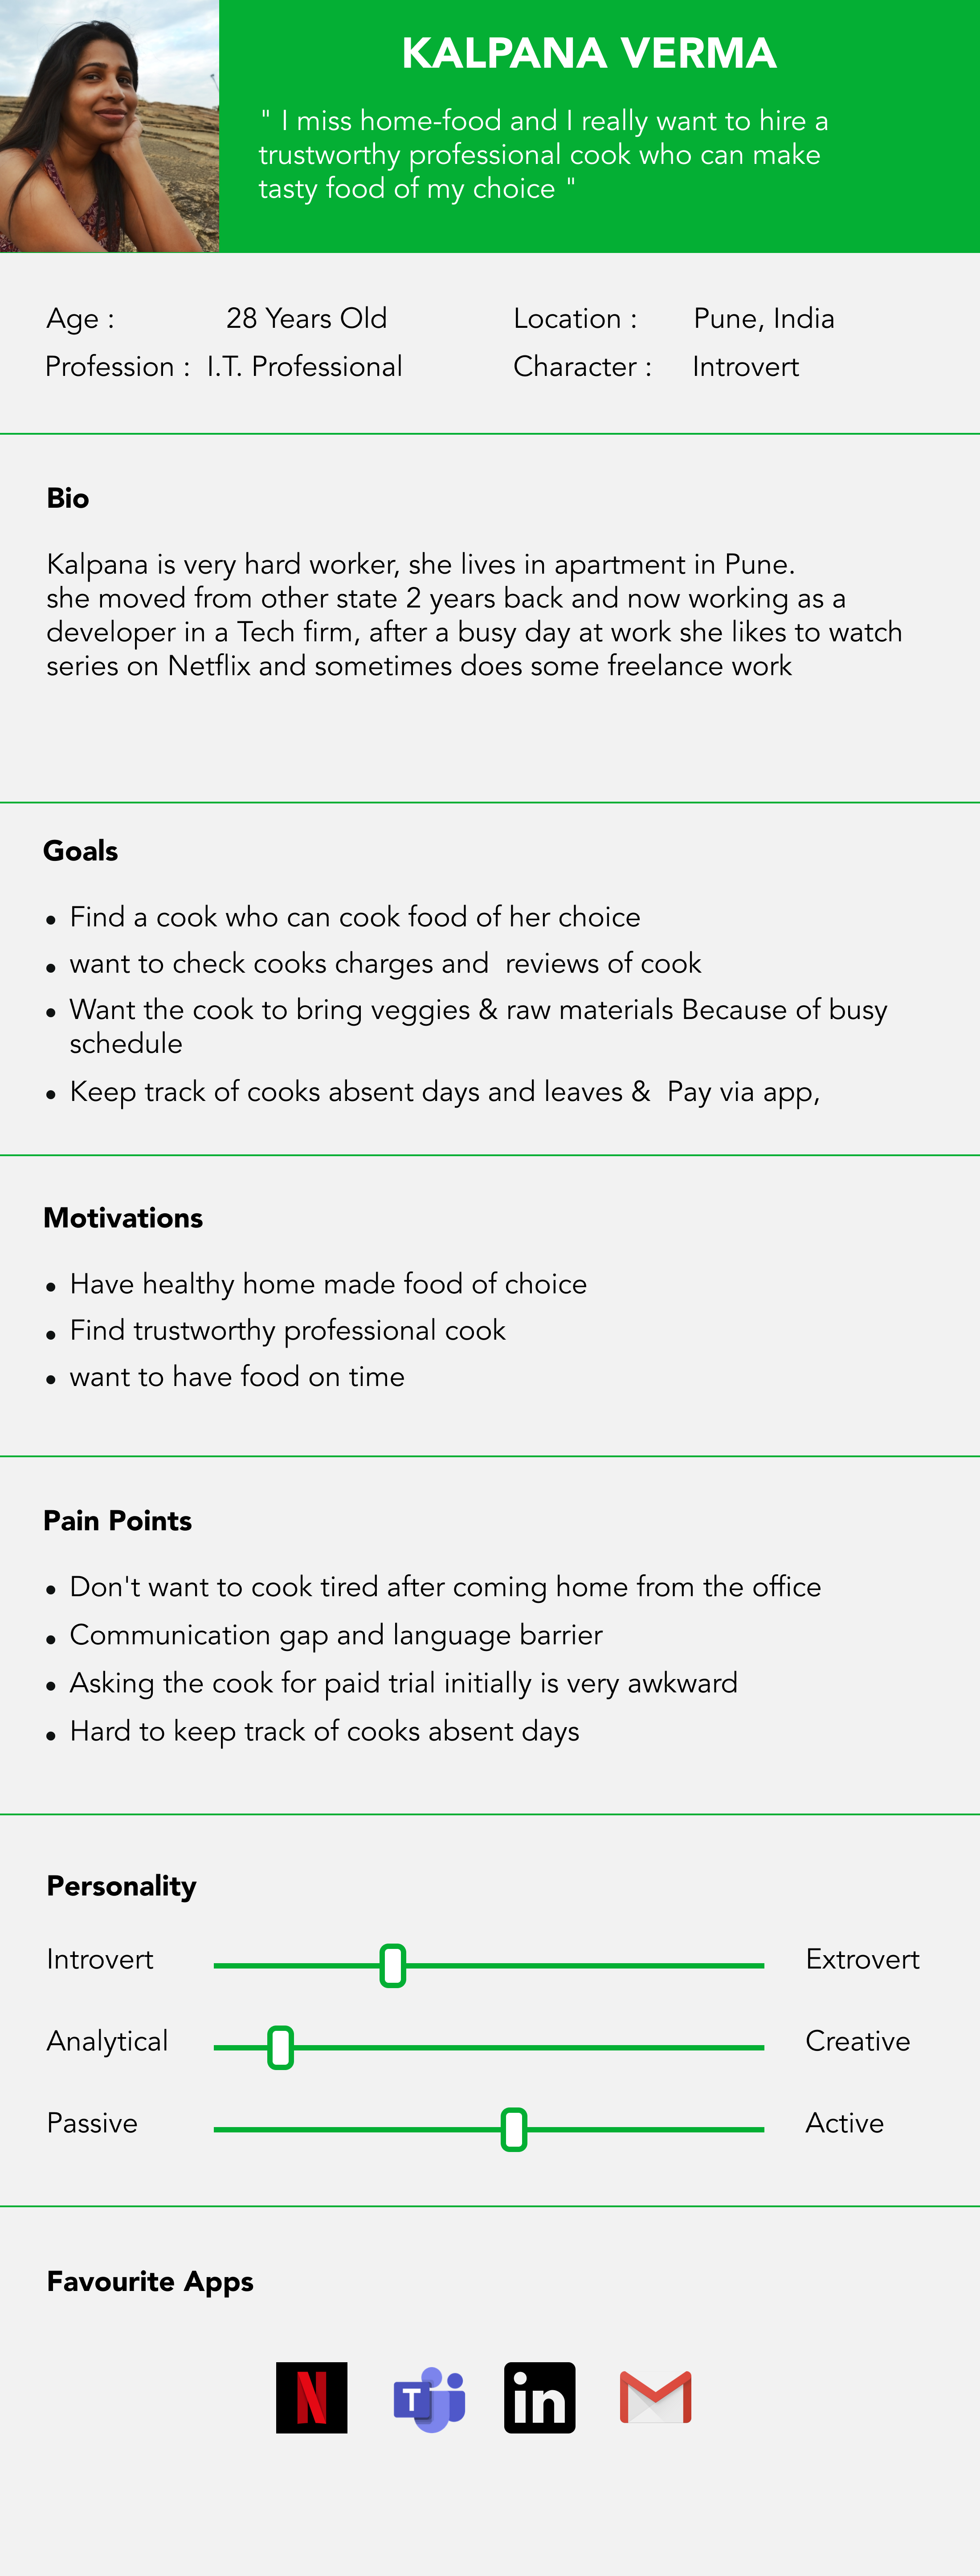 KALPANA VERMA
" I miss home-food and I really want to hire a
trustworthy professional cook who can make
tasty food of my choice "
Age : 28 Years Old Location : Pune, India
Profession : I.T. Professional Character : Introvert
Bio
Kalpana is very hard worker, she lives in apartment in Pune.
she moved from other state 2 years back and now working as a
developer in a Tech firm, after a busy day at work she likes to watch
series on Netflix and sometimes does some freelance work
Goals
• Find a cook who can cook food of her choice
• want to check cooks charges and  reviews of cook
• Want the cook to bring veggies & raw materials Because of busy
schedule
• Keep track of cooks absent days and leaves &  Pay via app,
Motivations
• Have healthy home made food of choice
• Find trustworthy professional cook
• want to have food on time
Pain Points
• Don't want to cook tired after coming home from the office
• Communication gap and language barrier
• Asking the cook for paid trial initially is very awkward
• Hard to keep track of cooks absent days
Personality
Introvert Extrovert
Analytical Creative
Passive Active
Favourite Apps
N T in M